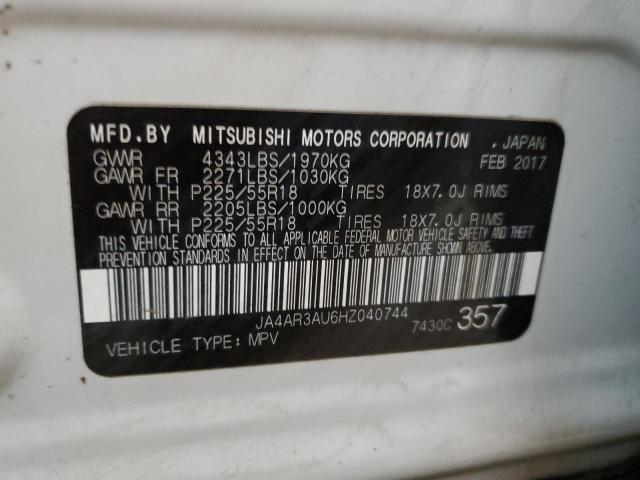 MFD.BY MITSUBISHI MOTORS CORPORATION , JAPAN
GVWR 4343LBS/1970KG FEB 2017
GAWR FR 2271LBS/1030KG
WITH P225/55R18 TIRES 18X7.0J RIMS
GAWR RR 2205LBS/1000KG
WITH P225/55R18 TIRES 18X7.0J RIMS
THIS VEHICLE CONFORMS TO ALL APPLICABLE FEDERAL MOTOR VEHICLE SAFETY AND THEFT
PREVENTION STANDARDS IN EFFECT ON THE DATE OF MANUFACTURE SHOWN ABOVE.
JA4AR3AU6HZ040744
7430C 357
VEHICLE TYPE: MPV